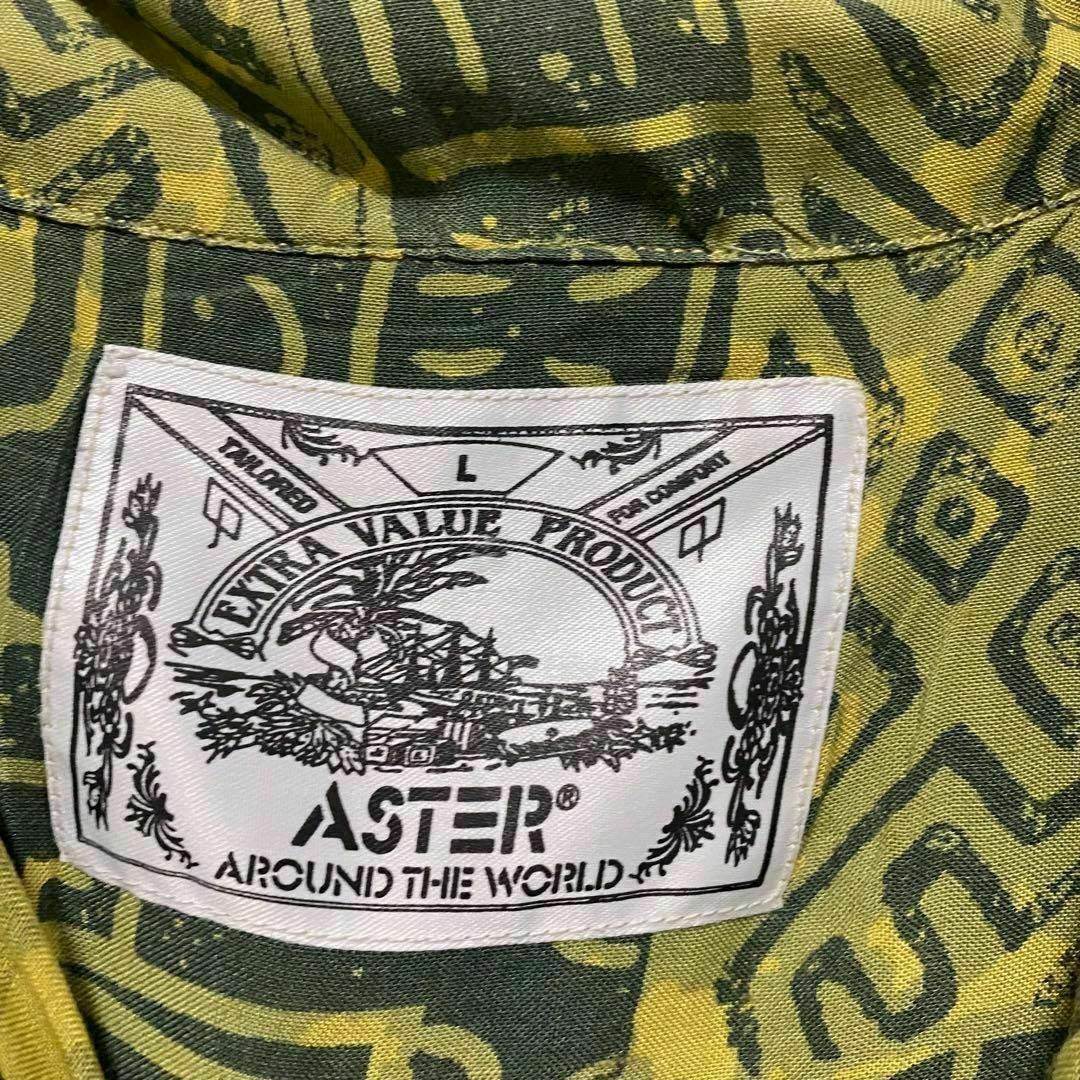 L
TAILORED
FOR COMFORT
EXTRA VALUE PRODUCT
ASTER®
AROUND THE WORLD